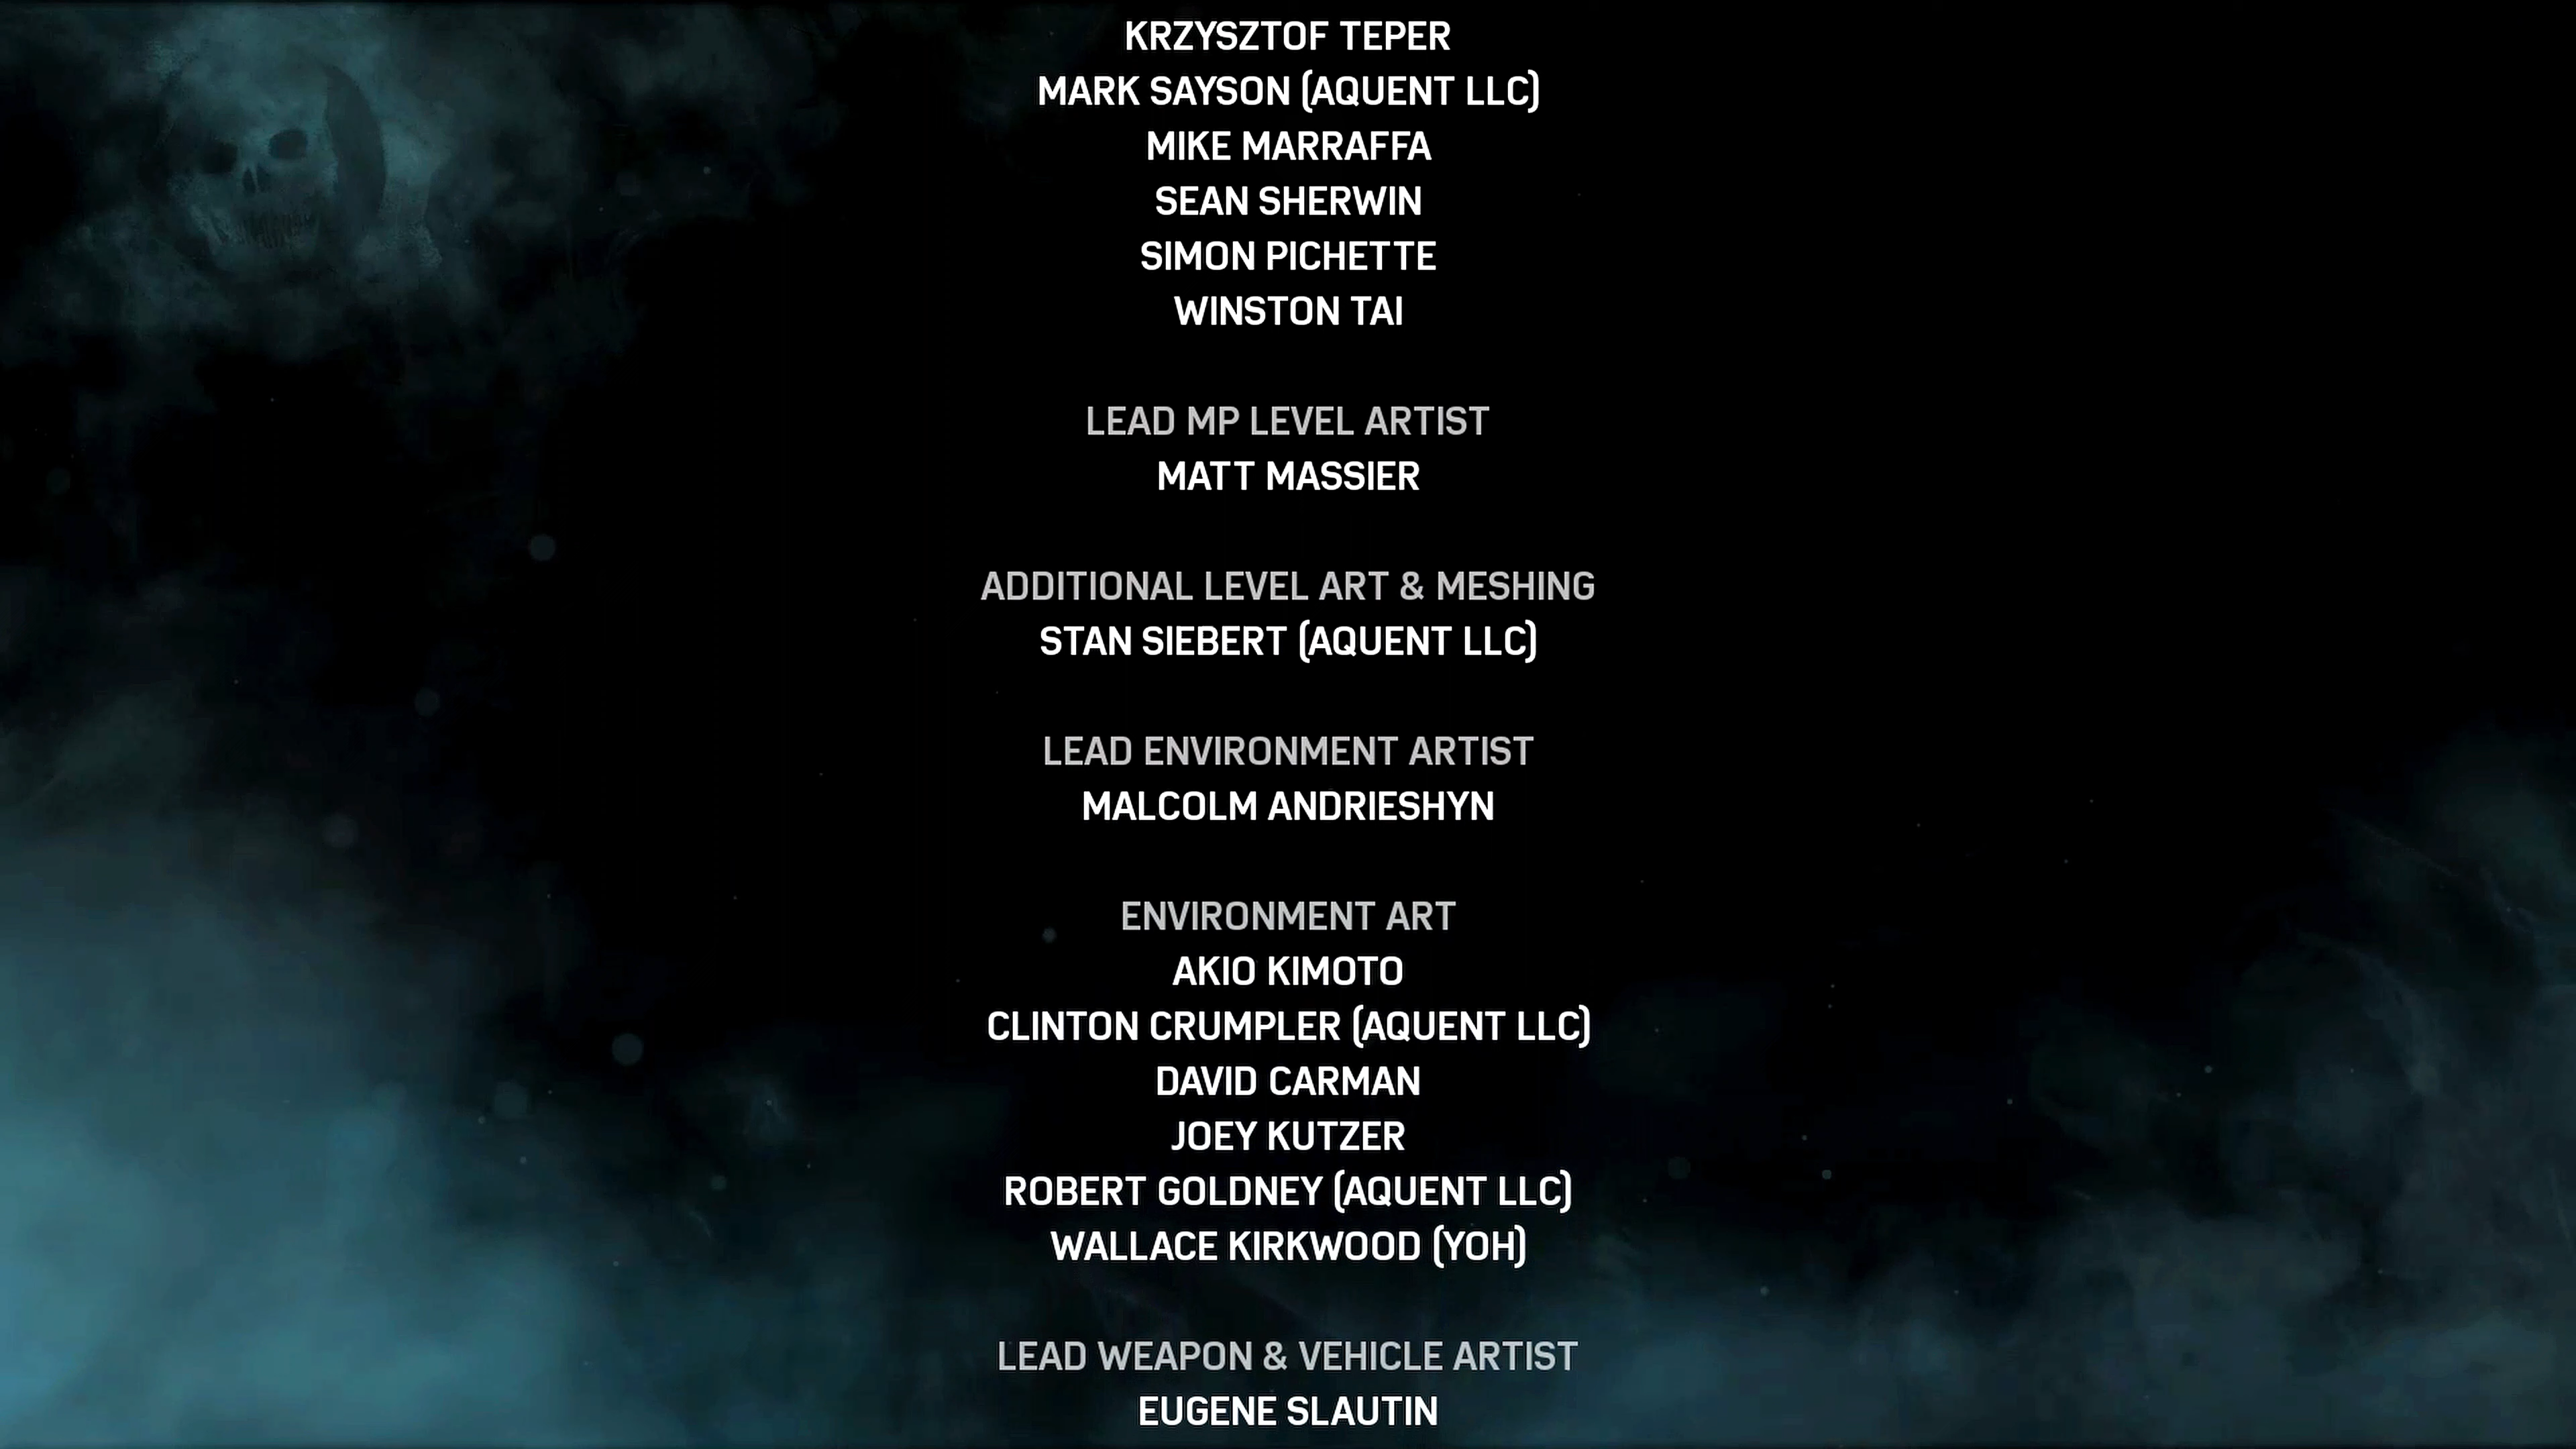 KRZYSZTOF TEPER
MARK SAYSON (AQUENT LLC)
MIKE MARRAFFA
SEAN SHERWIN
SIMON PICHETTE
WINSTON TAI
LEAD MP LEVEL ARTIST
MATT MASSIER
ADDITIONAL LEVEL ART & MESHING
STAN SIEBERT (AQUENT LLC)
LEAD ENVIRONMENT ARTIST
MALCOLM ANDRIESHYN
ENVIRONMENT ART
AKIO KIMOTO
CLINTON CRUMPLER (AQUENT LLC)
DAVID CARMAN
JOEY KUTZER
ROBERT GOLDNEY (AQUENT LLC)
WALLACE KIRKWOOD (YOH)
LEAD WEAPON & VEHICLE ARTIST
EUGENE SLAUTIN